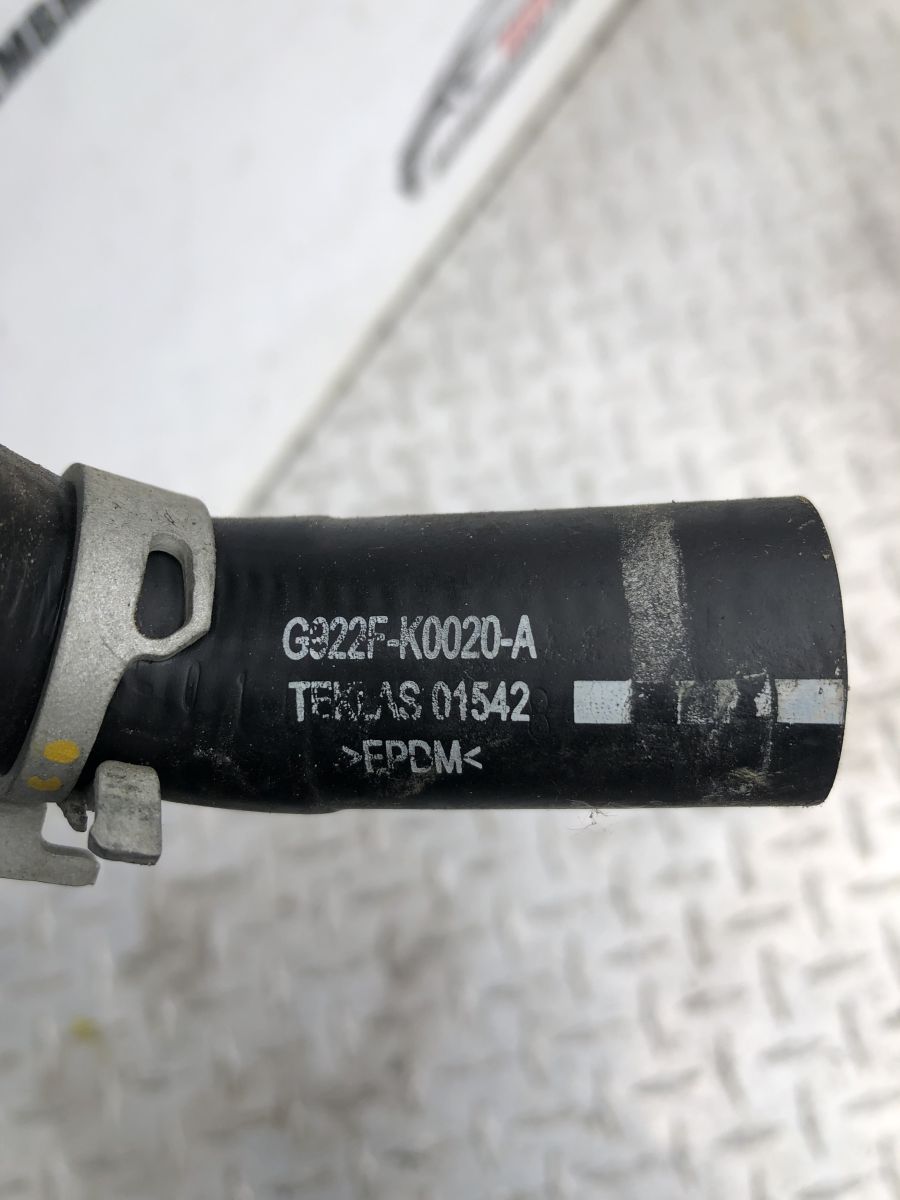 G922F-K0020-A
TEKLAS 01542
>EPDM<